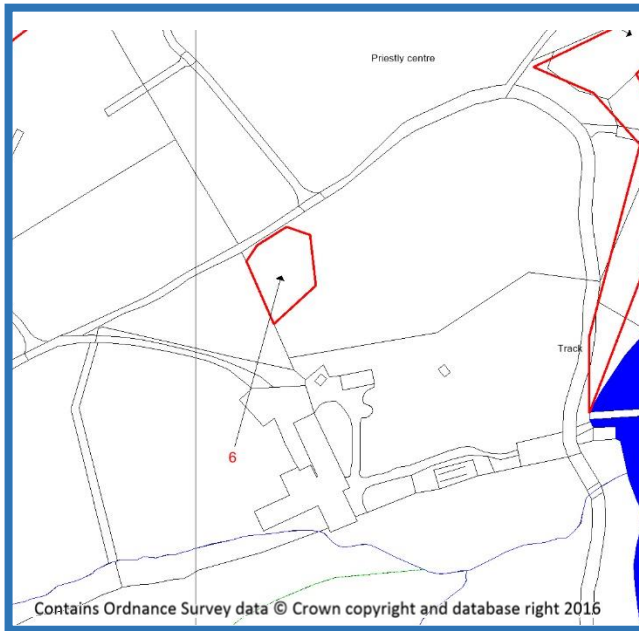 Priestly centre
Track
6
Contains Ordnance Survey data © Crown copyright and database right 2016